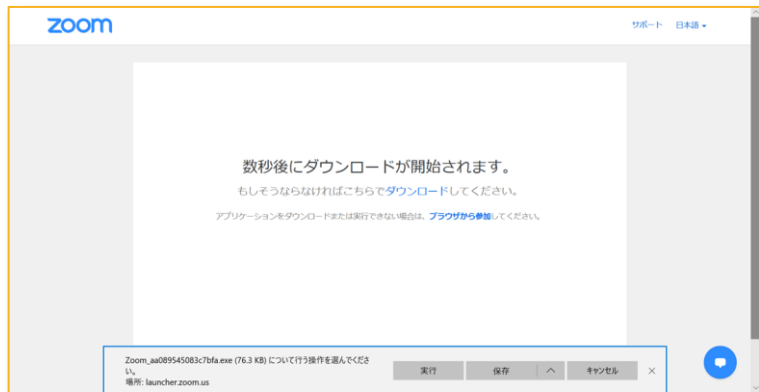 zoom
サポート 日本語
数秒後にダウンロードが開始されます。
もしそうならなければこちらでダウンロードしてください。
アプリケーションをダウンロードまたは実行できない場合は、ブラウザから参加してください。
Zoom_aa089545083c7bfa.exe (76.3 KB) について行う操作を選んでくださ
い。
場所: launcher.zoom.us
実行 保存 キャンセル